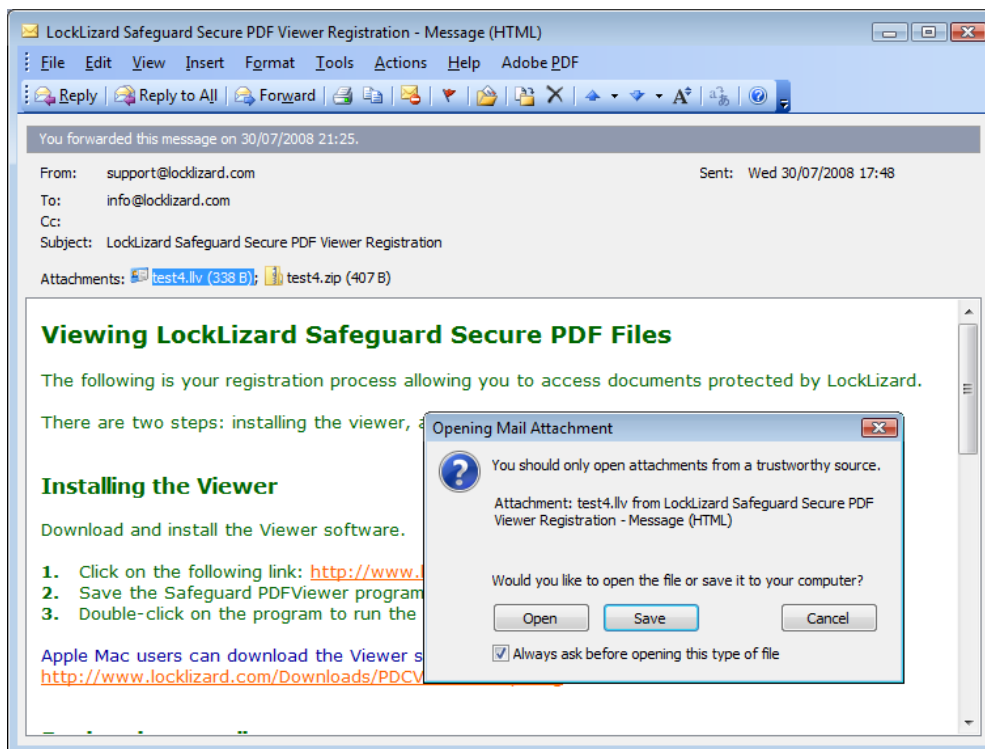 LockLizard Safeguard Secure PDF Viewer Registration - Message (HTML)
File Edit View Insert Format Tools Actions Help Adobe PDF
Reply Reply to All Forward
You forwarded this message on 30/07/2008 21:25.
From: support@locklizard.com Sent: Wed 30/07/2008 17:48
To: info@locklizard.com
Cc:
Subject: LockLizard Safeguard Secure PDF Viewer Registration
Attachments: test4.llv (338 B); test4.zip (407 B)
Viewing LockLizard Safeguard Secure PDF Files
The following is your registration process allowing you to access documents protected by LockLizard.
There are two steps: installing the viewer,
Installing the Viewer
Download and install the Viewer software.
1. Click on the following link: http://www.
2. Save the Safeguard PDFViewer program
3. Double-click on the program to run the
Apple Mac users can download the Viewer
http://www.locklizard.com/Downloads/PDCV
Opening Mail Attachment
You should only open attachments from a trustworthy source.
Attachment: test4.llv from LockLizard Safeguard Secure PDF
Viewer Registration - Message (HTML)
Would you like to open the file or save it to your computer?
Open Save Cancel
Always ask before opening this type of file